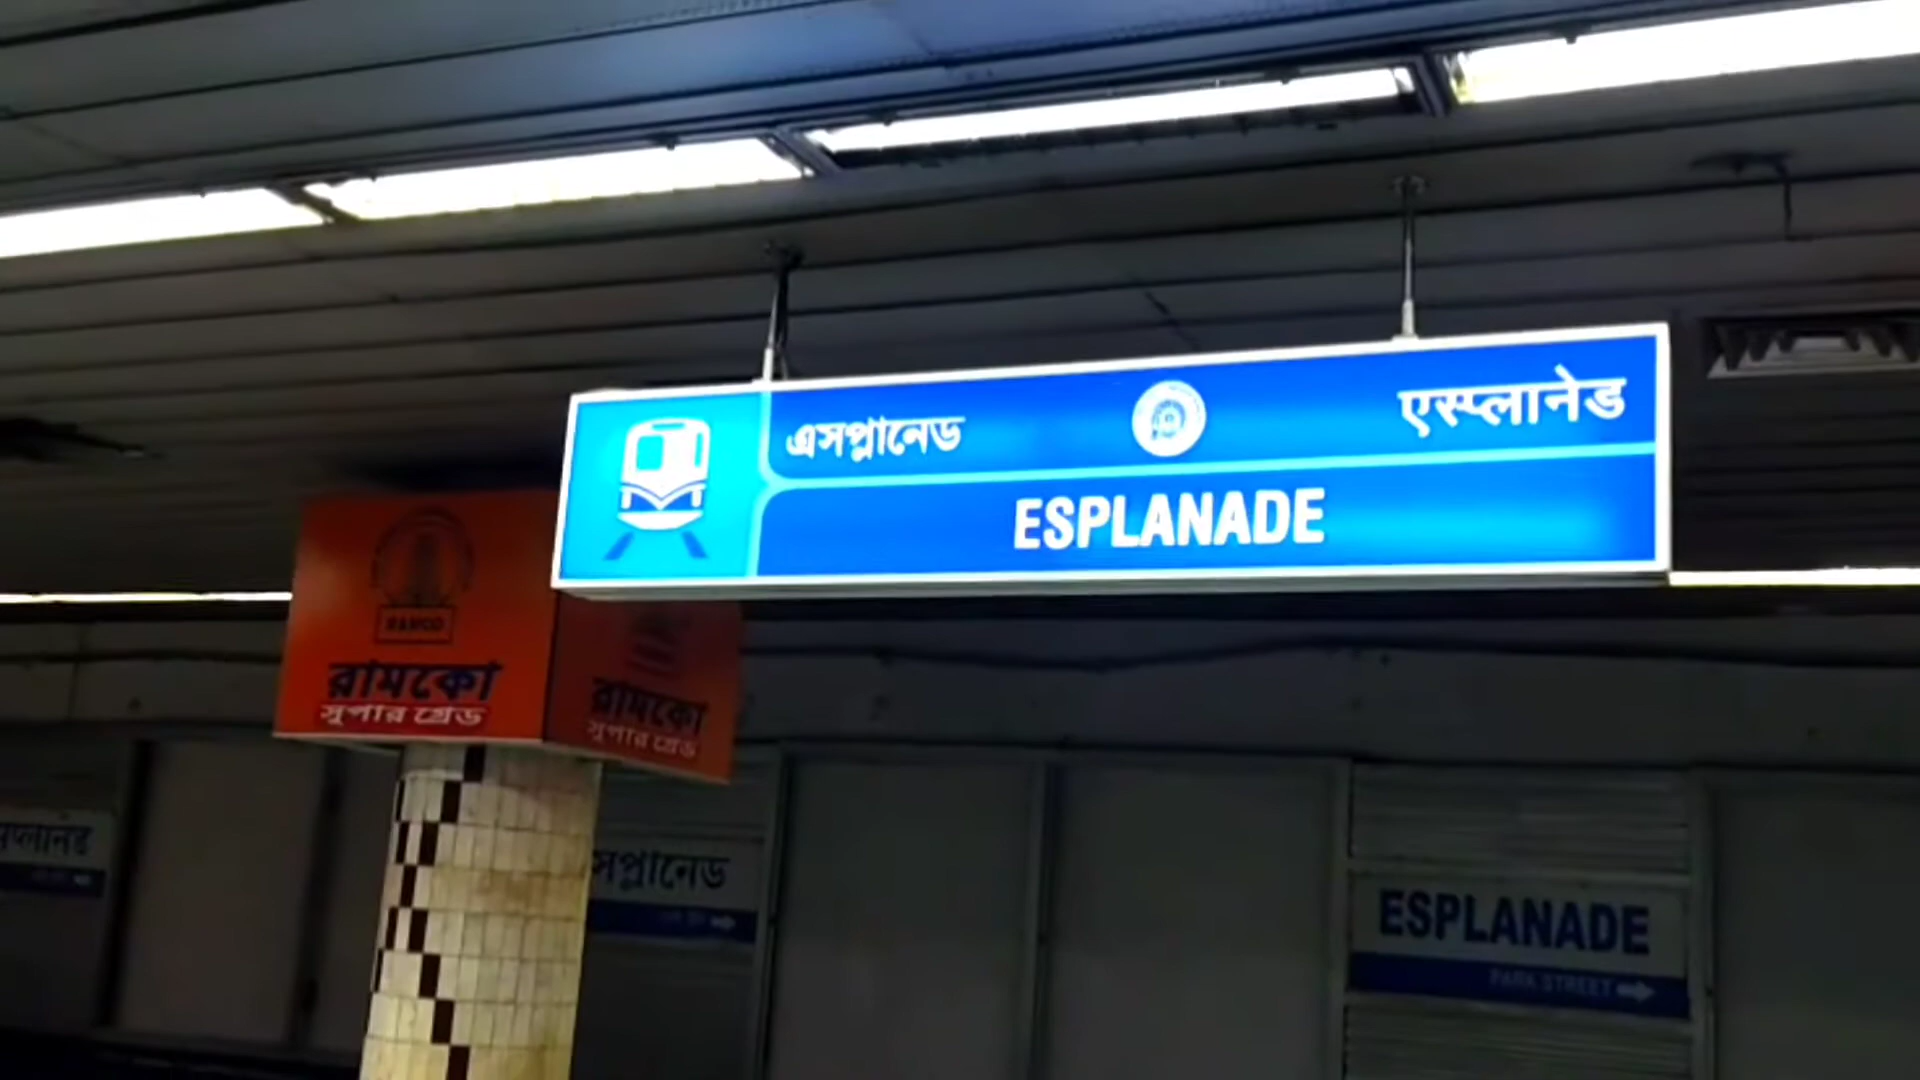 এসপ্লানেড
एस्प्लानेड
ESPLANADE
RAMCO
রামকো
সুপার গ্রেড
রামকো
সুপার গ্রেড
সপ্লানেড
ESPLANADE
PARK STREET